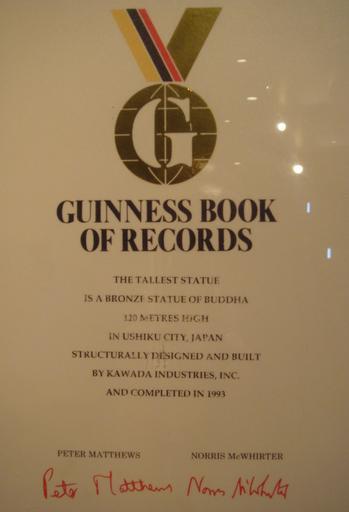 G
GUINNESS BOOK
OF RECORDS
THE TALLEST STATUE
IS A BRONZE STATUE OF BUDDHA
120 METRES HIGH
IN USHIKU CITY, JAPAN
STRUCTURALLY DESIGNED AND BUILT
BY KAWADA INDUSTRIES, INC.
AND COMPLETED IN 1993
PETER MATTHEWS NORRIS McWHIRTER
Peter Matthews Norris McWhirter